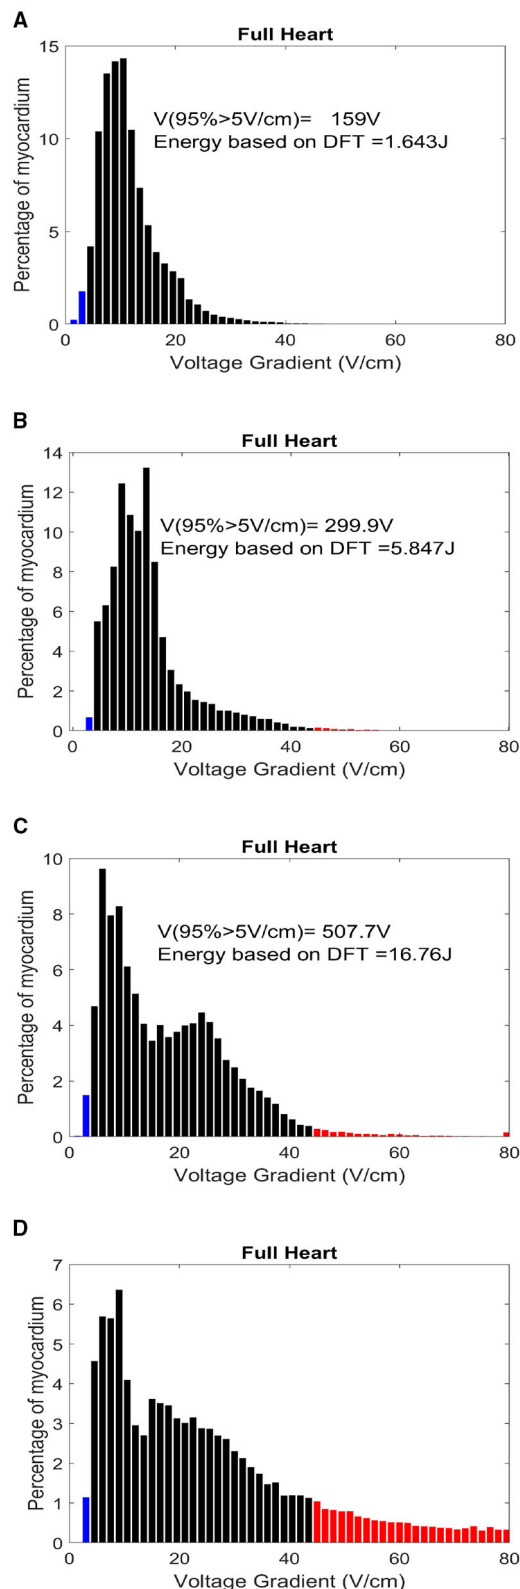 A
Full Heart
15
10
5
0
Percentage of myocardium
V(95%>5V/cm)= 159V
Energy based on DFT =1.643J
0 20 40 60 80
Voltage Gradient (V/cm)
B
Full Heart
14
12
10
8
6
4
2
0
Percentage of myocardium
V(95%>5V/cm)= 299.9V
Energy based on DFT =5.847J
0 20 40 60 80
Voltage Gradient (V/cm)
C
Full Heart
10
8
6
4
2
0
Percentage of myocardium
V(95%>5V/cm)= 507.7V
Energy based on DFT =16.76J
0 20 40 60 80
Voltage Gradient (V/cm)
D
Full Heart
7
6
5
4
3
2
1
0
Percentage of myocardium
0 20 40 60 80
Voltage Gradient (V/cm)